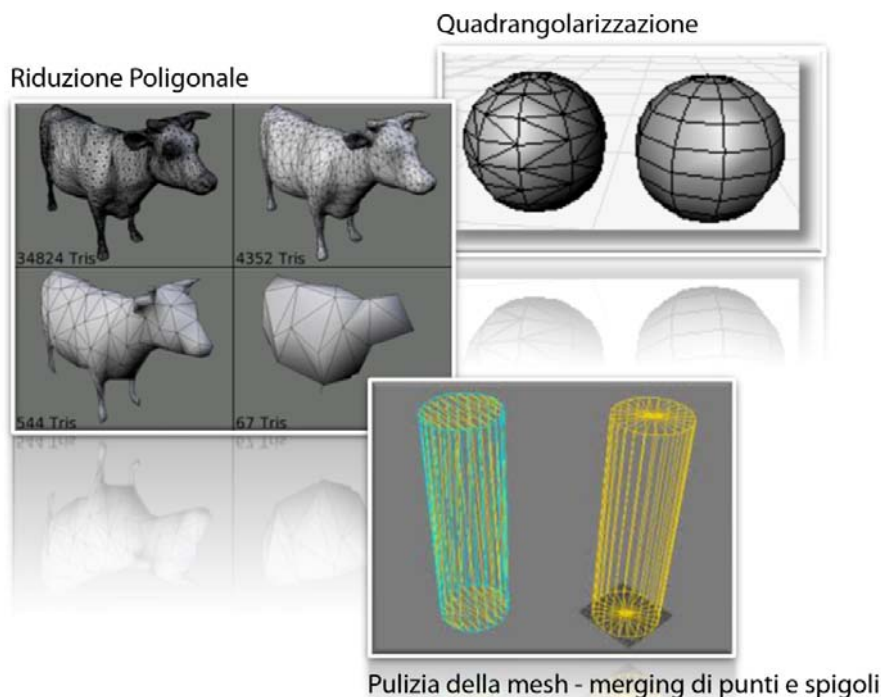 Quadrangolarizzazione
Riduzione Poligonale
34824 Tris
4352 Tris
544 Tris
67 Tris
Pulizia della mesh - merging di punti e spigoli